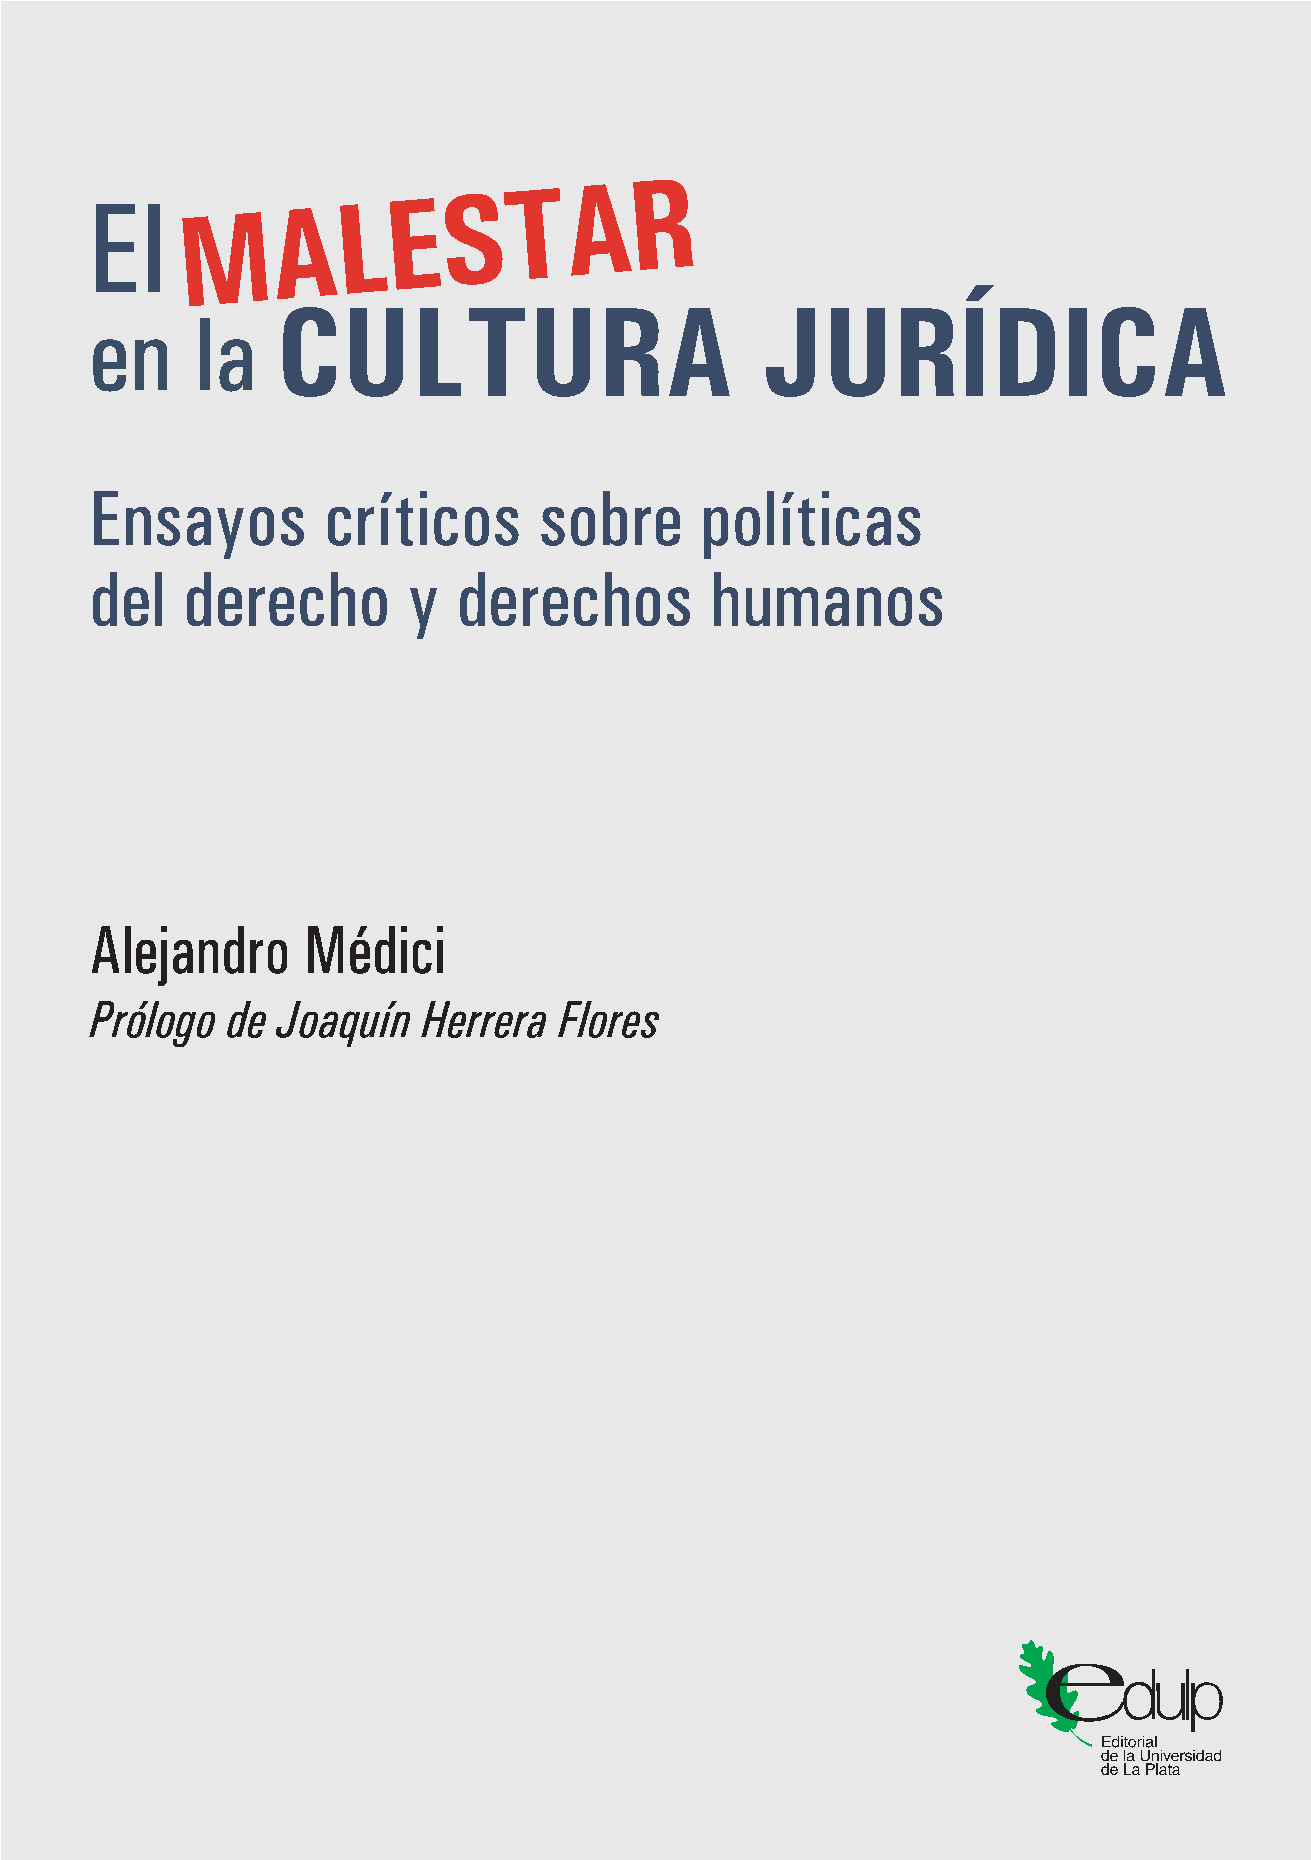 El MALESTAR
en la CULTURA JURÍDICA
Ensayos críticos sobre políticas
del derecho y derechos humanos
Alejandro Médici
Prólogo de Joaquín Herrera Flores
edulp
Editorial
de la Universidad
de La Plata